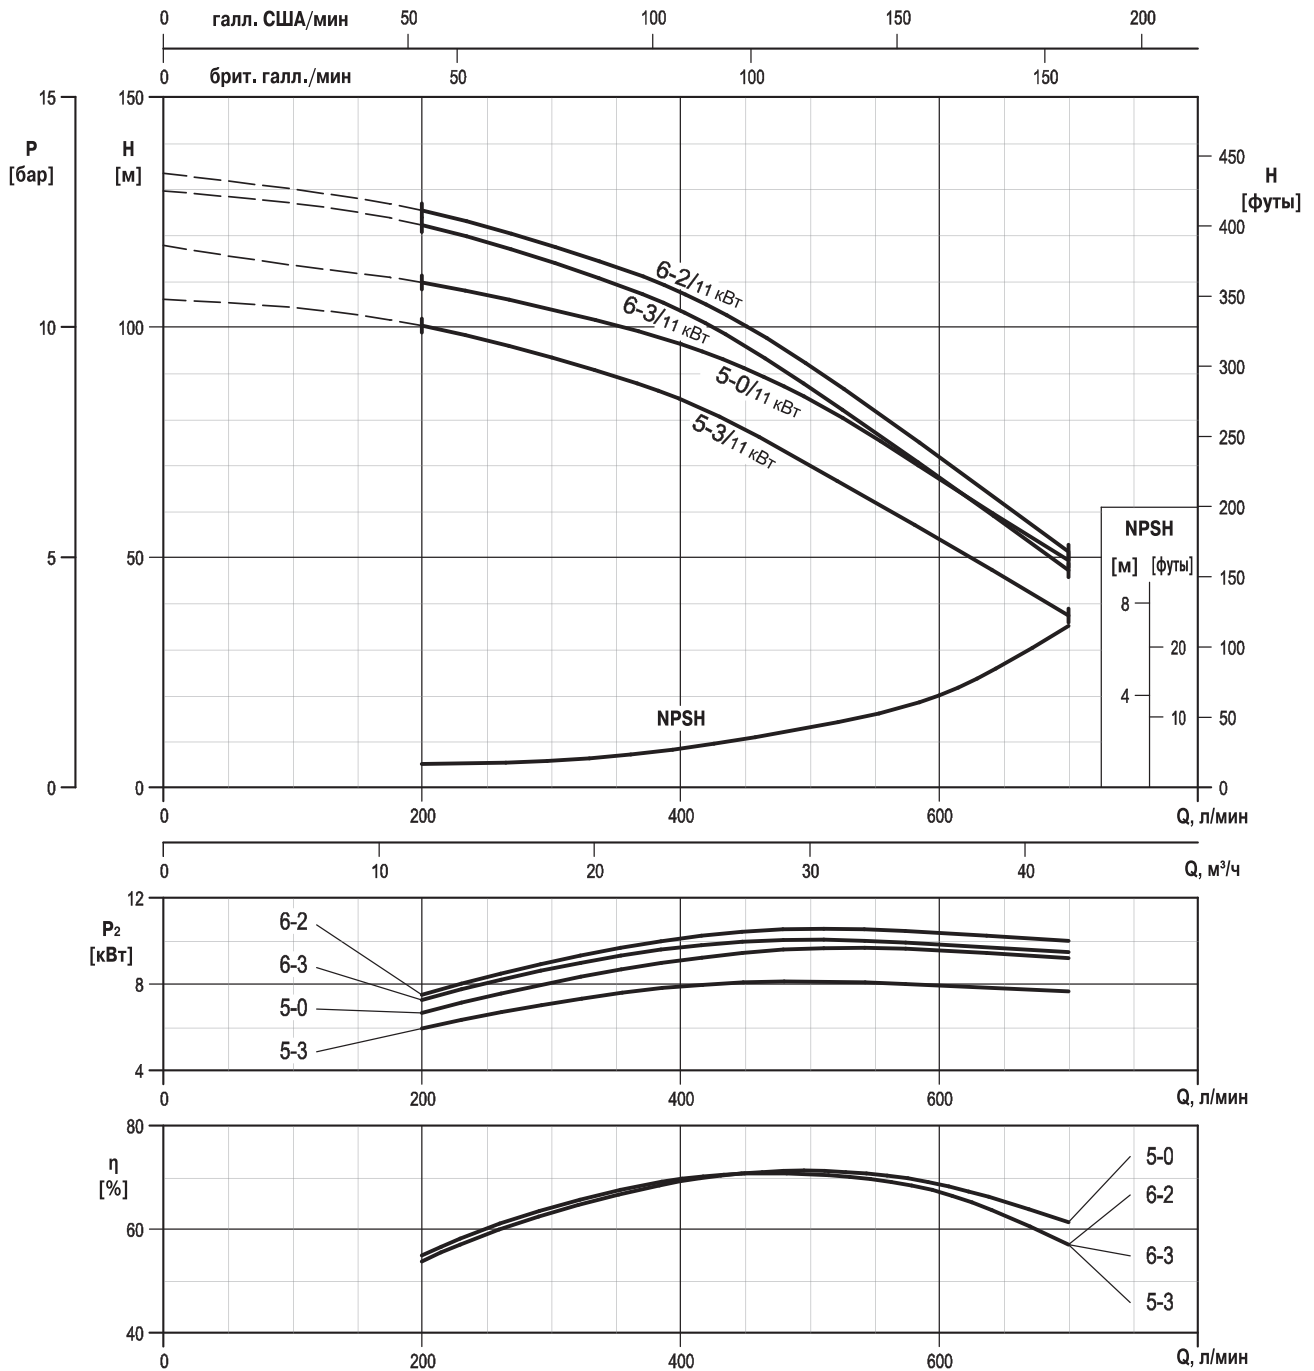 0 галл. США/мин 50 100 150 200
0 брит. галл./мин 50 100 150
15 150
P H
[бар] [м]
450
H
[футы]
400
350
10 100
300
250
200
5 50
150
100
50
0 0 0
6-2/11 кВт
6-3/11 кВт
5-0/11 кВт
5-3/11 кВт
NPSH
[м] [футы]
8
20
4
10
NPSH
0 200 400 600 Q, л/мин
0 10 20 30 40 Q, м³/ч
12
P2
[кВт]
8
4
6-2
6-3
5-0
5-3
0 200 400 600 Q, л/мин
80
η
[%]
60
40
5-0
6-2
6-3
5-3
0 200 400 600 Q, л/мин